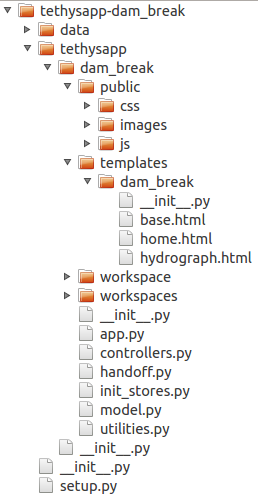 tethysapp-dam_break
data
tethysapp
dam_break
public
css
images
js
templates
dam_break
__init__.py
base.html
home.html
hydrograph.html
workspace
workspaces
__init__.py
app.py
controllers.py
handoff.py
init_stores.py
model.py
utilities.py
__init__.py
__init__.py
setup.py